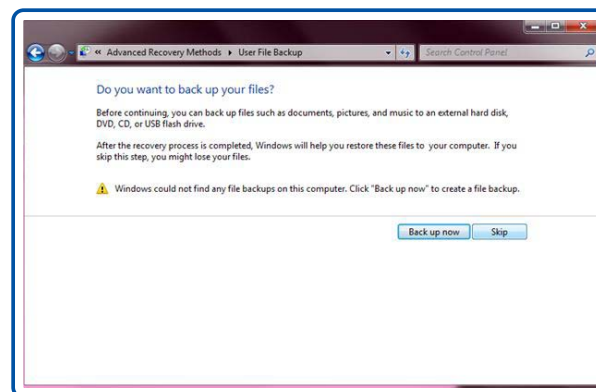 « Advanced Recovery Methods ▸ User File Backup
Search Control Panel
Do you want to back up your files?
Before continuing, you can back up files such as documents, pictures, and music to an external hard disk,
DVD, CD, or USB flash drive.
After the recovery process is completed, Windows will help you restore these files to your computer. If you
skip this step, you might lose your files.
Windows could not find any file backups on this computer. Click "Back up now" to create a file backup.
Back up now
Skip